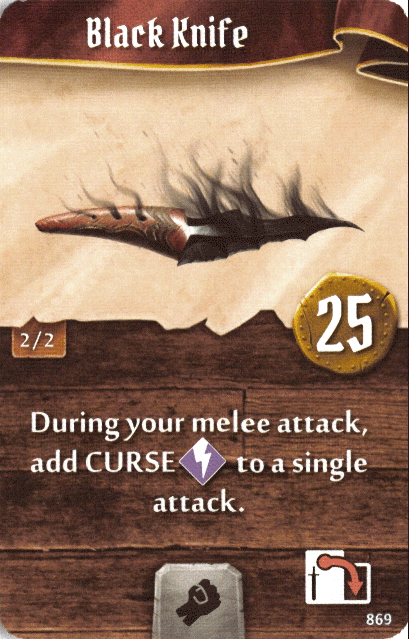 Black Knife
25
2/2
During your melee attack,
add CURSE to a single
attack.
869